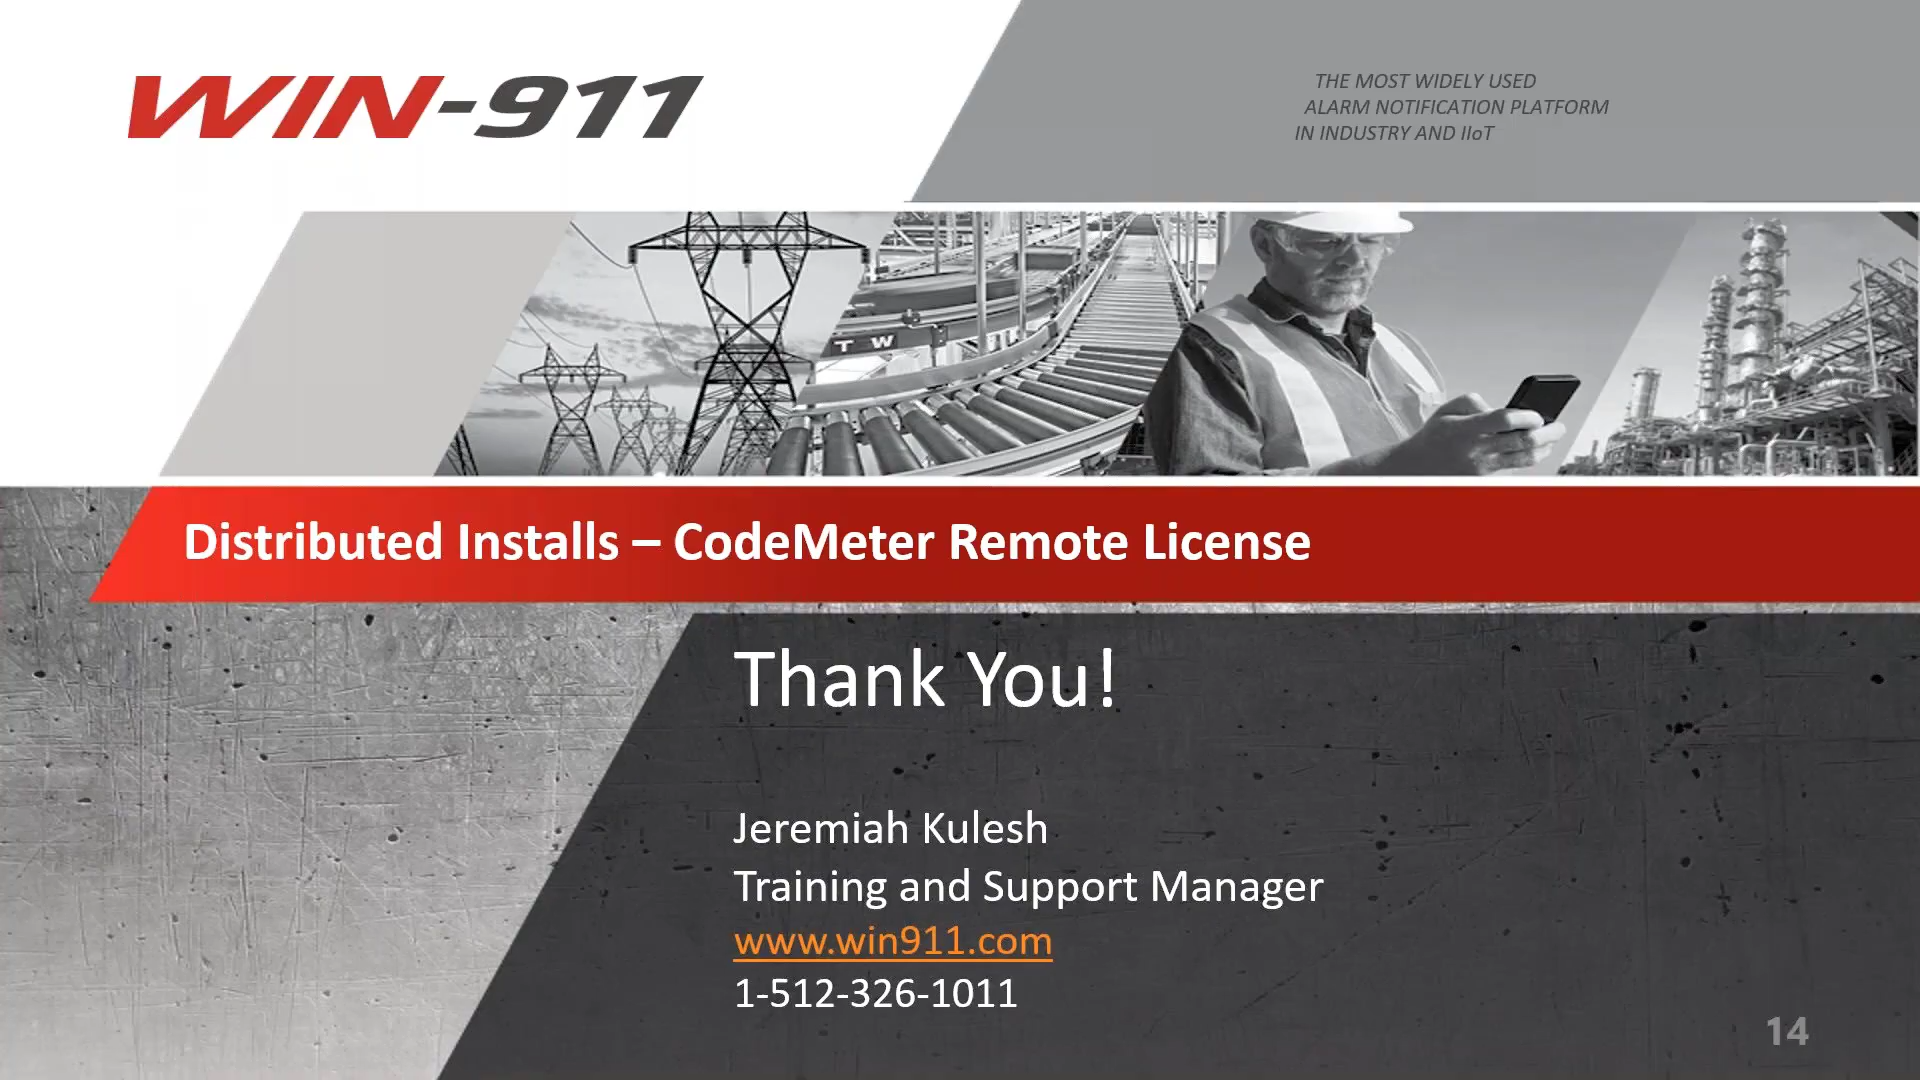 WIN-911
THE MOST WIDELY USED
ALARM NOTIFICATION PLATFORM
IN INDUSTRY AND IIoT
T W
Distributed Installs – CodeMeter Remote License
Thank You!
Jeremiah Kulesh
Training and Support Manager
www.win911.com
1-512-326-1011
14